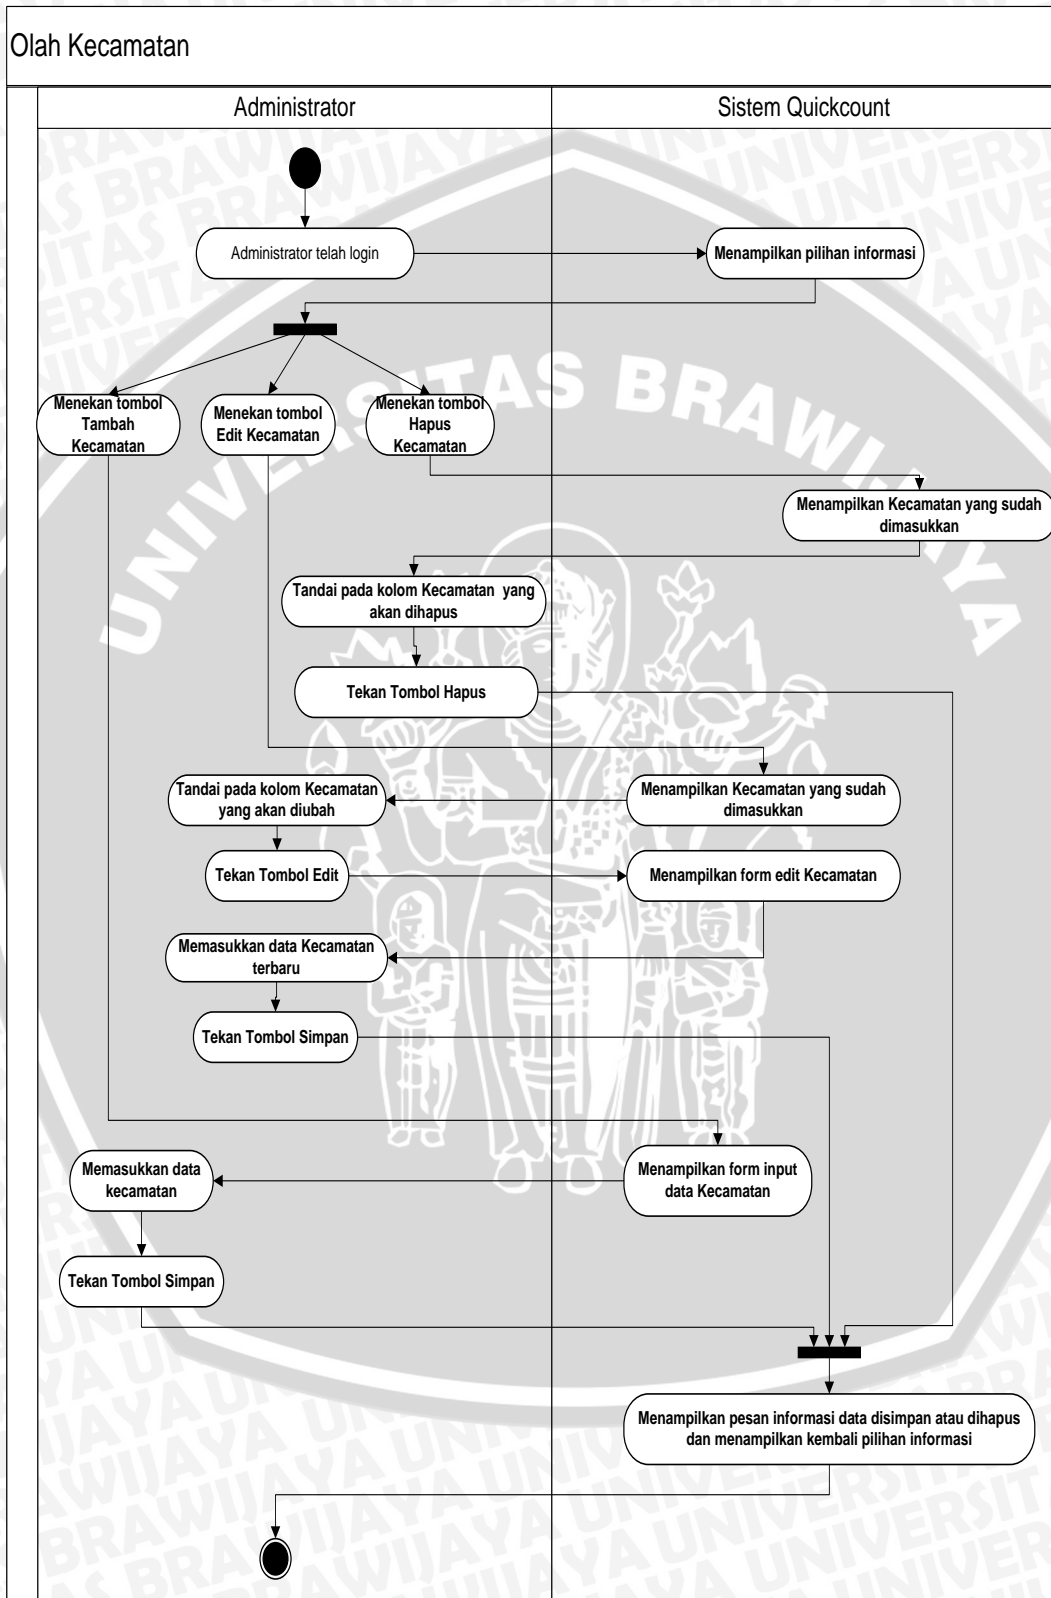 Olah Kecamatan
Administrator
Sistem Quickcount
Administrator telah login
Menampilkan pilihan informasi
Menekan tombol
Tambah
Kecamatan
Menekan tombol
Edit Kecamatan
Menekan tombol
Hapus
Kecamatan
Menampilkan Kecamatan yang sudah
dimasukkan
Tandai pada kolom Kecamatan yang
akan dihapus
Tekan Tombol Hapus
Tandai pada kolom Kecamatan
yang akan diubah
Menampilkan Kecamatan yang sudah
dimasukkan
Tekan Tombol Edit
Menampilkan form edit Kecamatan
Memasukkan data Kecamatan
terbaru
Tekan Tombol Simpan
Memasukkan data
kecamatan
Menampilkan form input
data Kecamatan
Tekan Tombol Simpan
Menampilkan pesan informasi data disimpan atau dihapus
dan menampilkan kembali pilihan informasi
UNIVERSITAS BRAWIJAYA